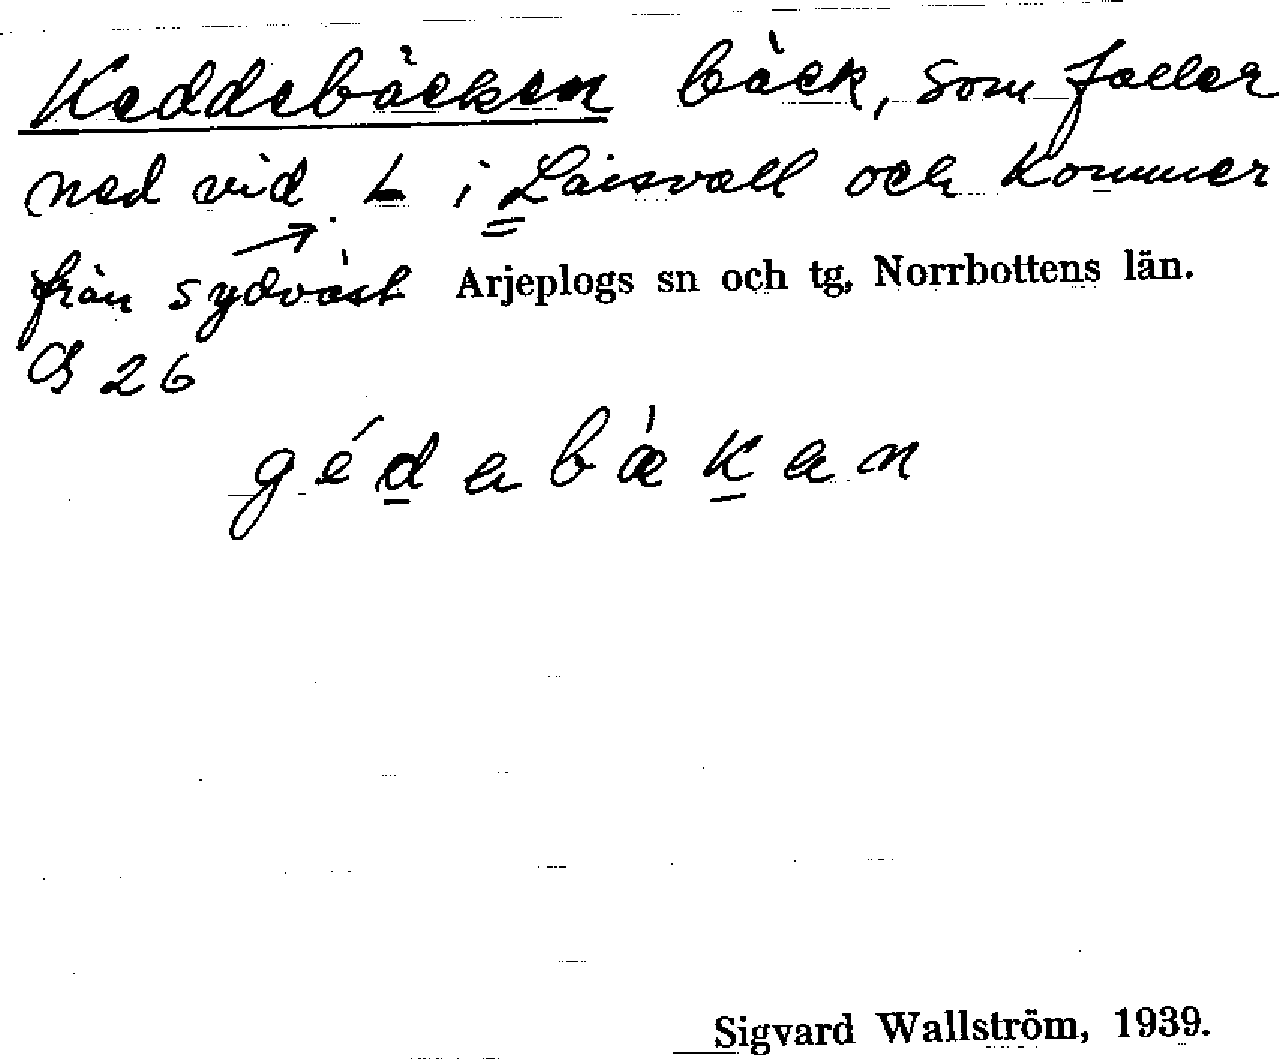 Keddebäcken bäck, som faller
ned vid L i Laisvall och kommer
från sydväst Arjeplogs sn och tg, Norrbottens län.
26
gédabäkan
Sigvard Wallström, 1939.